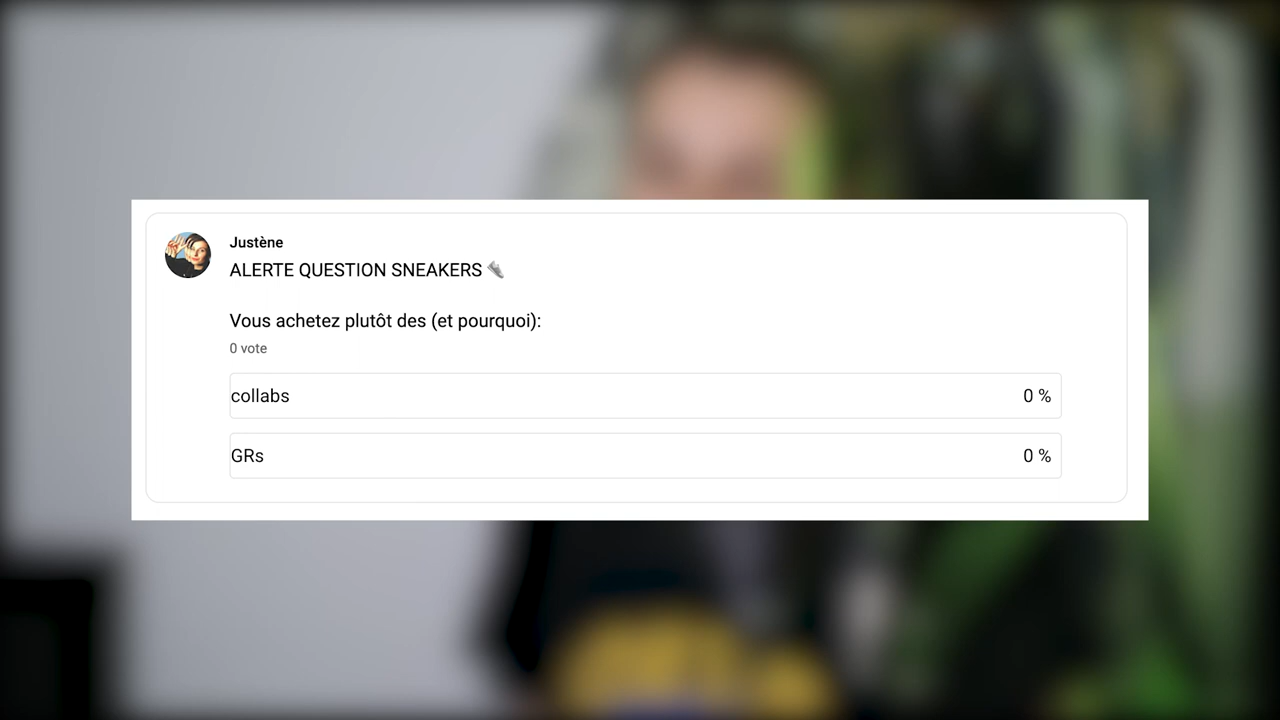 Justène
ALERTE QUESTION SNEAKERS
Vous achetez plutôt des (et pourquoi):
0 vote
collabs 0 %
GRs 0 %